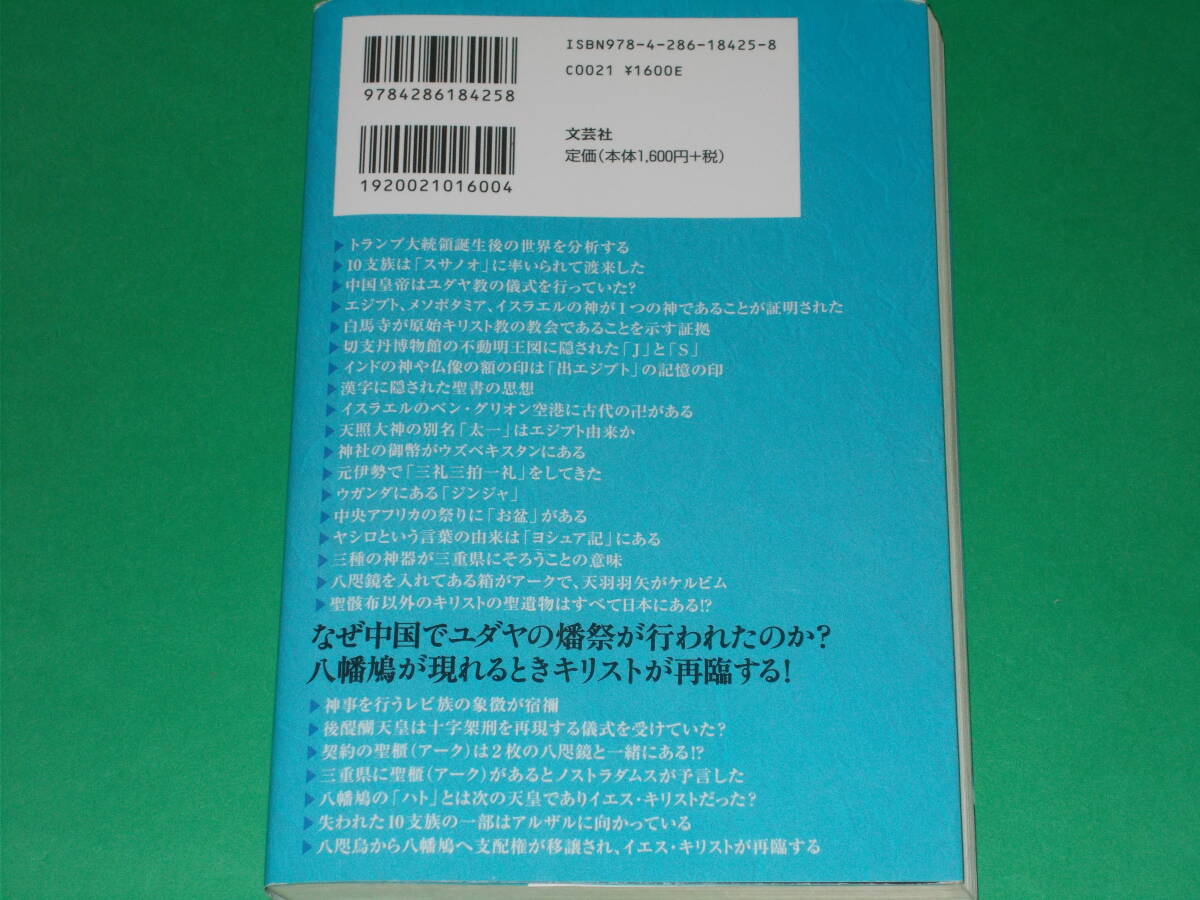 ISBN978-4-286-18425-8
C0021 ¥1600E
9784286184258
文芸社
定価(本体1,600円+税)
1920021016004
▶トランプ大統領誕生後の世界を分析する
▶10支族は「スサノオ」に率いられて渡来した
▶中国皇帝はユダヤ教の儀式を行っていた?
▶エジプト、メソポタミア、イスラエルの神が1つの神であることが証明された
▶白馬寺が原始キリスト教の教会であることを示す証拠
▶切支丹博物館の不動明王図に隠された「J」と「S」
▶インドの神や仏像の額の印は「出エジプト」の記憶の印
▶漢字に隠された聖書の思想
▶イスラエルのベン・グリオン空港に古代の卍がある
▶天照大神の別名「太一」はエジプト由来か
▶神社の御幣がウズベキスタンにある
▶元伊勢で「三礼三拍一礼」をしてきた
▶ウガンダにある「ジンジャ」
▶中央アフリカの祭りに「お盆」がある
▶ヤシロという言葉の由来は「ヨシュア記」にある
▶三種の神器が三重県にそろうことの意味
▶八咫鏡を入れてある箱がアークで、天羽羽矢がケルビム
▶聖骸布以外のキリストの聖遺物はすべて日本にある!?
なぜ中国でユダヤの燔祭が行われたのか?
八幡鳩が現れるときキリストが再臨する!
▶神事を行うレビ族の象徴が宿禰
▶後醍醐天皇は十字架刑を再現する儀式を受けていた?
▶契約の聖櫃(アーク)は2枚の八咫鏡と一緒にある!?
▶三重県に聖櫃(アーク)があるとノストラダムスが予言した
▶八幡鳩の「ハト」とは次の天皇でありイエス・キリストだった?
▶失われた10支族の一部はアルザルに向かっている
▶八咫烏から八幡鳩へ支配権が移譲され、イエス・キリストが再臨する